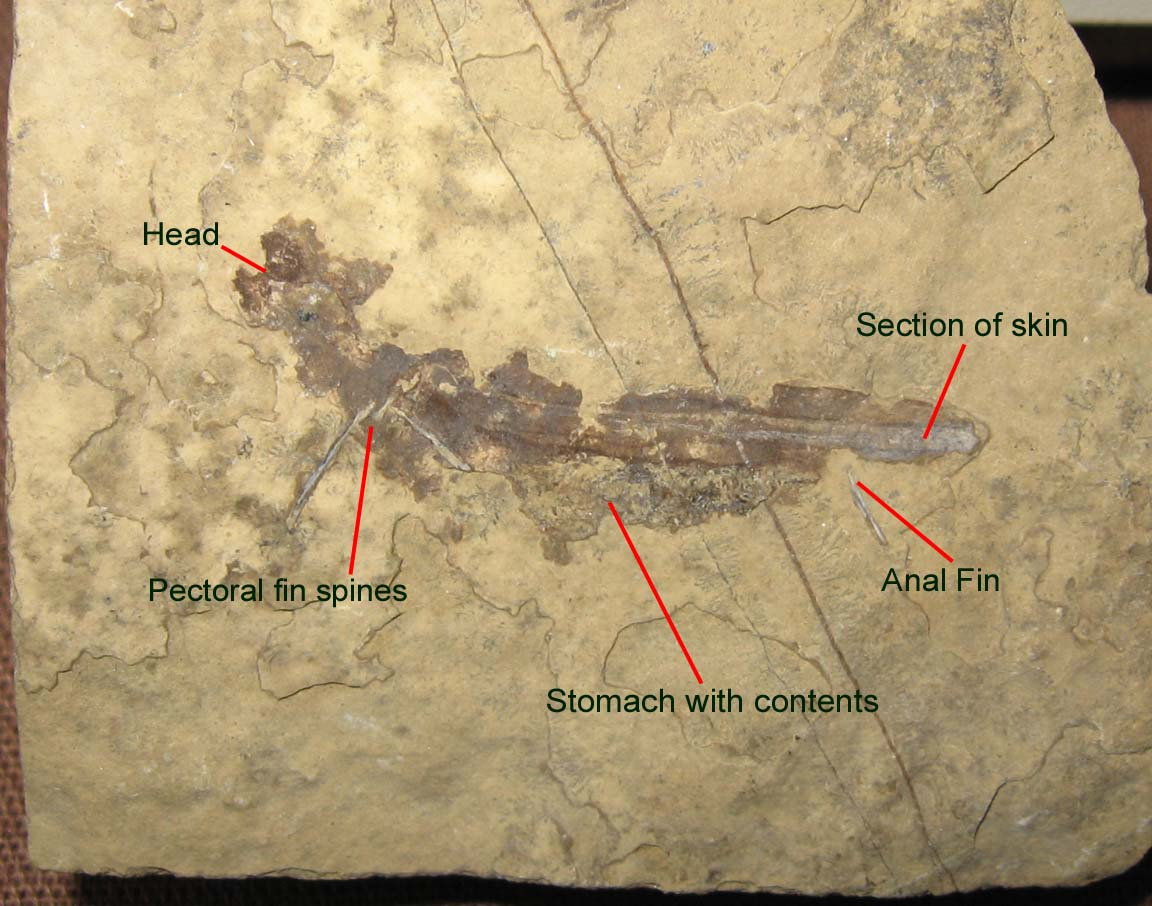 Head
Section of skin
Pectoral fin spines
Anal Fin
Stomach with contents